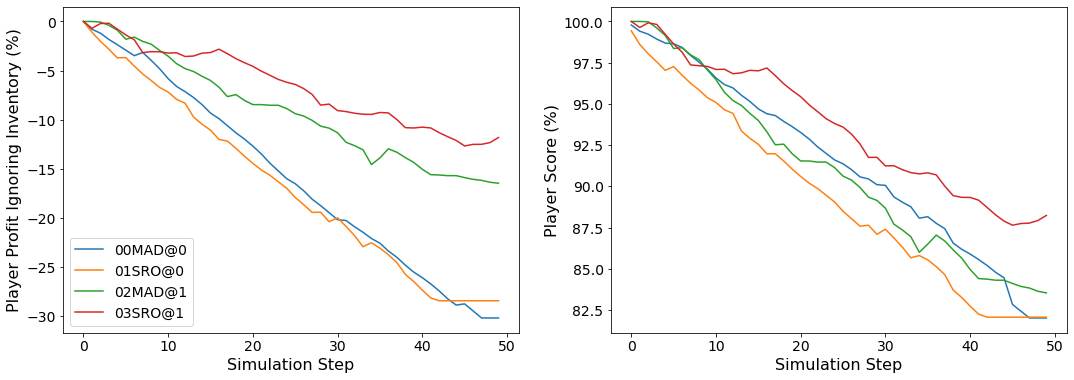 Player Profit Ignoring Inventory (%)
0
−5
−10
−15
−20
−25
−30
00MAD@0
01SRO@0
02MAD@1
03SRO@1
0 10 20 30 40 50
Simulation Step
Player Score (%)
100.0
97.5
95.0
92.5
90.0
87.5
85.0
82.5
0 10 20 30 40 50
Simulation Step